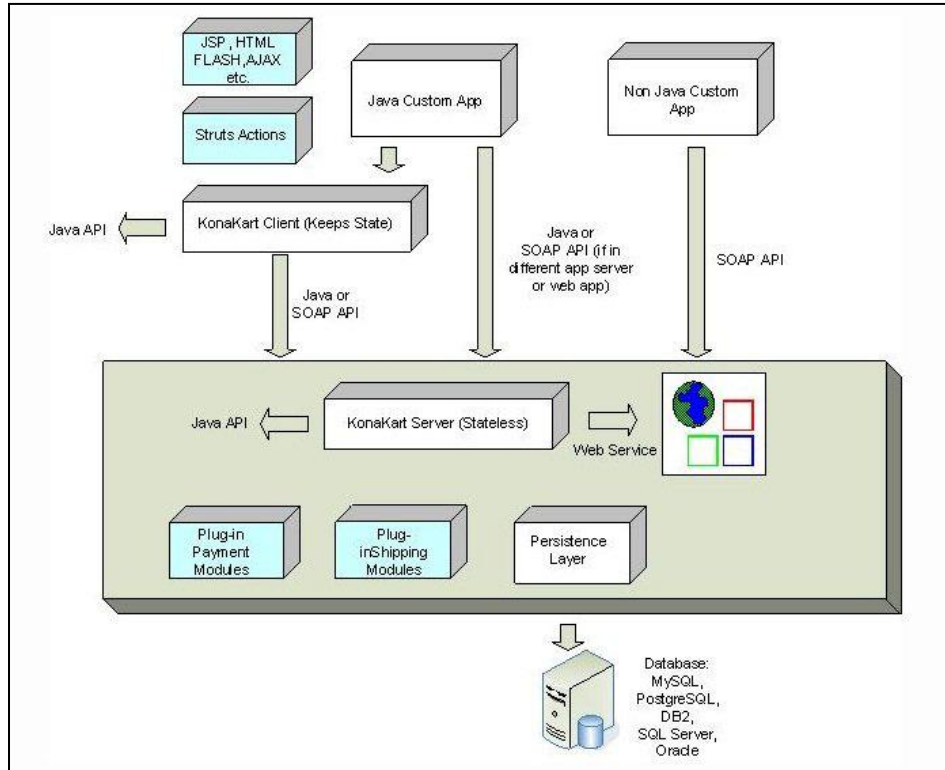 JSP, HTML
FLASH,AJAX
etc.
Java Custom App
Non Java Custom
App
Struts Actions
KonaKart Client (Keeps State)
Java API
Java or
SOAP API (if in
different app server
or web app)
SOAP API
Java or
SOAP API
Java API
KonaKart Server (Stateless)
Web Service
Plug-in
Payment
Modules
Plug-
inShipping
Modules
Persistence
Layer
Database:
MySQL,
PostgreSQL,
DB2,
SQL Server,
Oracle